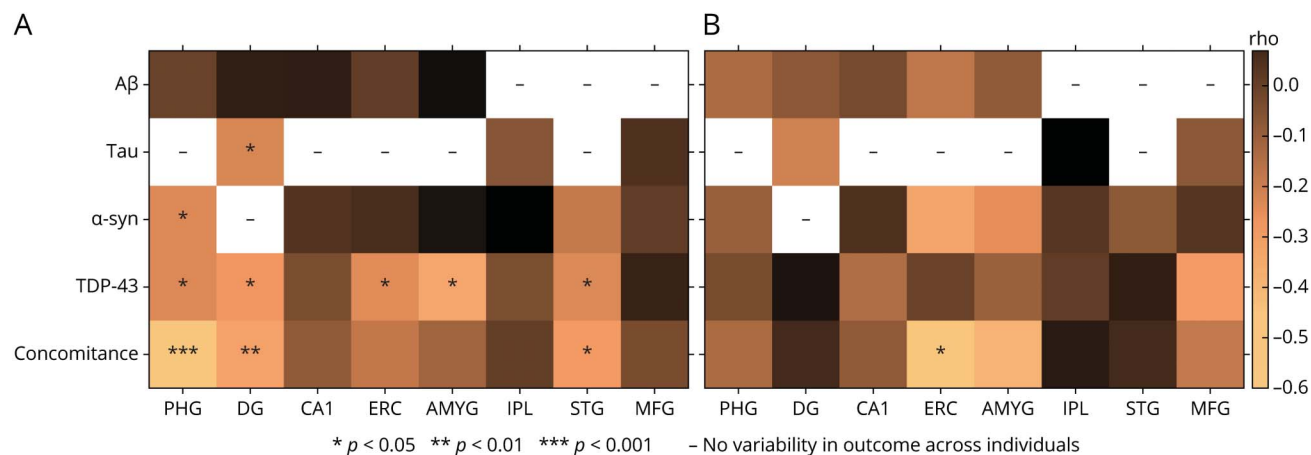 A
B
rho
Aβ
– – –
– – –
0.0
Tau
– * – – – –
– – – – –
–0.1
–0.2
α-syn
* –
–
–0.3
TDP-43
* * * * *
–0.4
–0.5
Concomitance
*** ** *
*
–0.6
PHG DG CA1 ERC AMYG IPL STG MFG
PHG DG CA1 ERC AMYG IPL STG MFG
* p < 0.05 ** p < 0.01 *** p < 0.001 – No variability in outcome across individuals